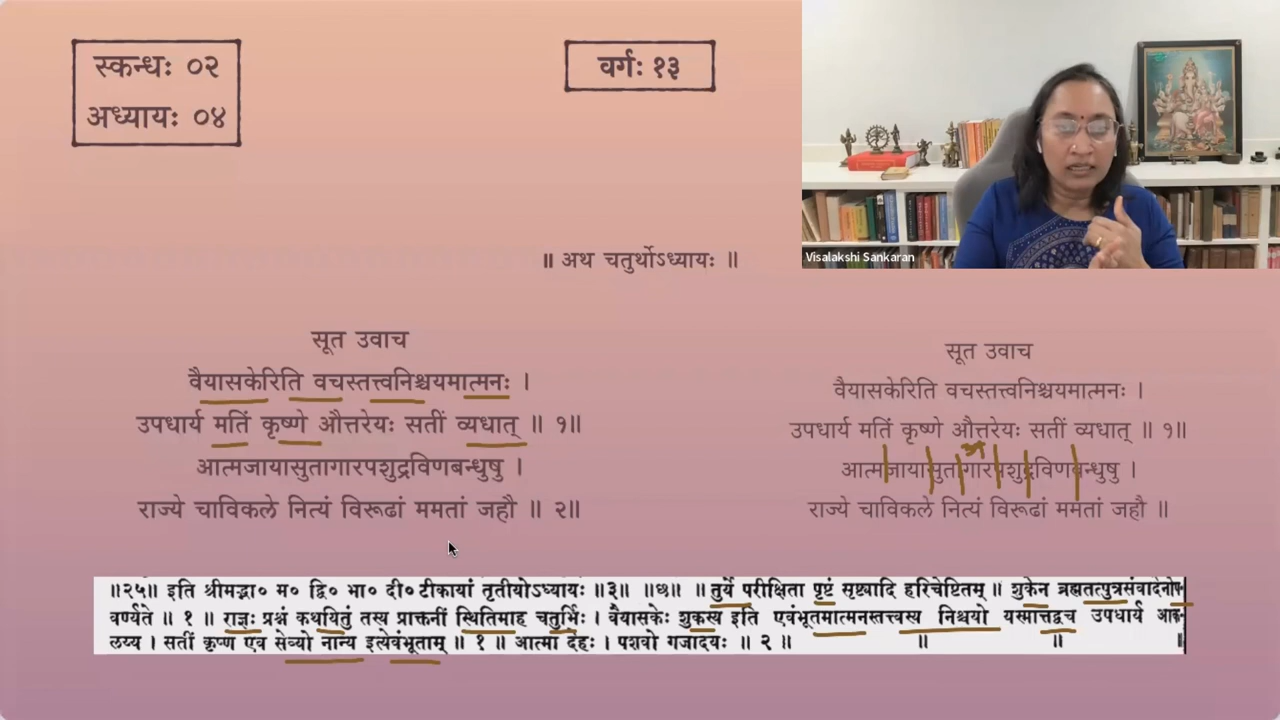 स्कन्धः ०२
अध्यायः ०४
वर्गः १३
Visalakshi Sankaran
॥ अथ चतुर्थोऽध्यायः ॥
सूत उवाच
वैयासकेरिति वचस्तत्त्वनिश्चयमात्मनः ।
उपधार्य मतिं कृष्णे औत्तरेयः सतीं व्यधात् ॥ १॥
आत्मजायासुतागारपशुद्रविणबन्धुषु ।
राज्ये चाविकले नित्यं विरूढां ममतां जहौ ॥ २॥
सूत उवाच
वैयासकेरिति वचस्तत्त्वनिश्चयमात्मनः ।
उपधार्य मतिं कृष्णे औत्तरेयः सतीं व्यधात् ॥ १॥
आत्मजायासुतागारपशुद्रविणबन्धुषु ।
राज्ये चाविकले नित्यं विरूढां ममतां जहौ ॥
॥२५॥ इति श्रीमद्भा० म० द्वि० भा० दी० टीकायां तृतीयोऽध्यायः ॥३॥ ॥छ॥ ॥ तुर्ये परीक्षिता पृष्टं सृष्ट्यादि हरिचेष्टितम् ॥ शुकेन ब्रह्मतत्पुत्रसंवादेनोप-
वर्ण्यते ॥ १ ॥ राज्ञः प्रश्नं कथयितुं तस्य प्राक्तनीं स्थितिमाह चतुर्भिः । वैयासकेः शुकस्य इति एवंभूतमात्मनस्तत्त्वस्य निश्चयो यस्मात्तद्वच उपधार्य आक-
लय्य । सतीं कृष्ण एव सेव्यो नान्य इत्येवंभूताम् ॥ १ ॥ आत्मा देहः । पशवो गजादयः ॥ २ ॥ ॥ ॥ ॥